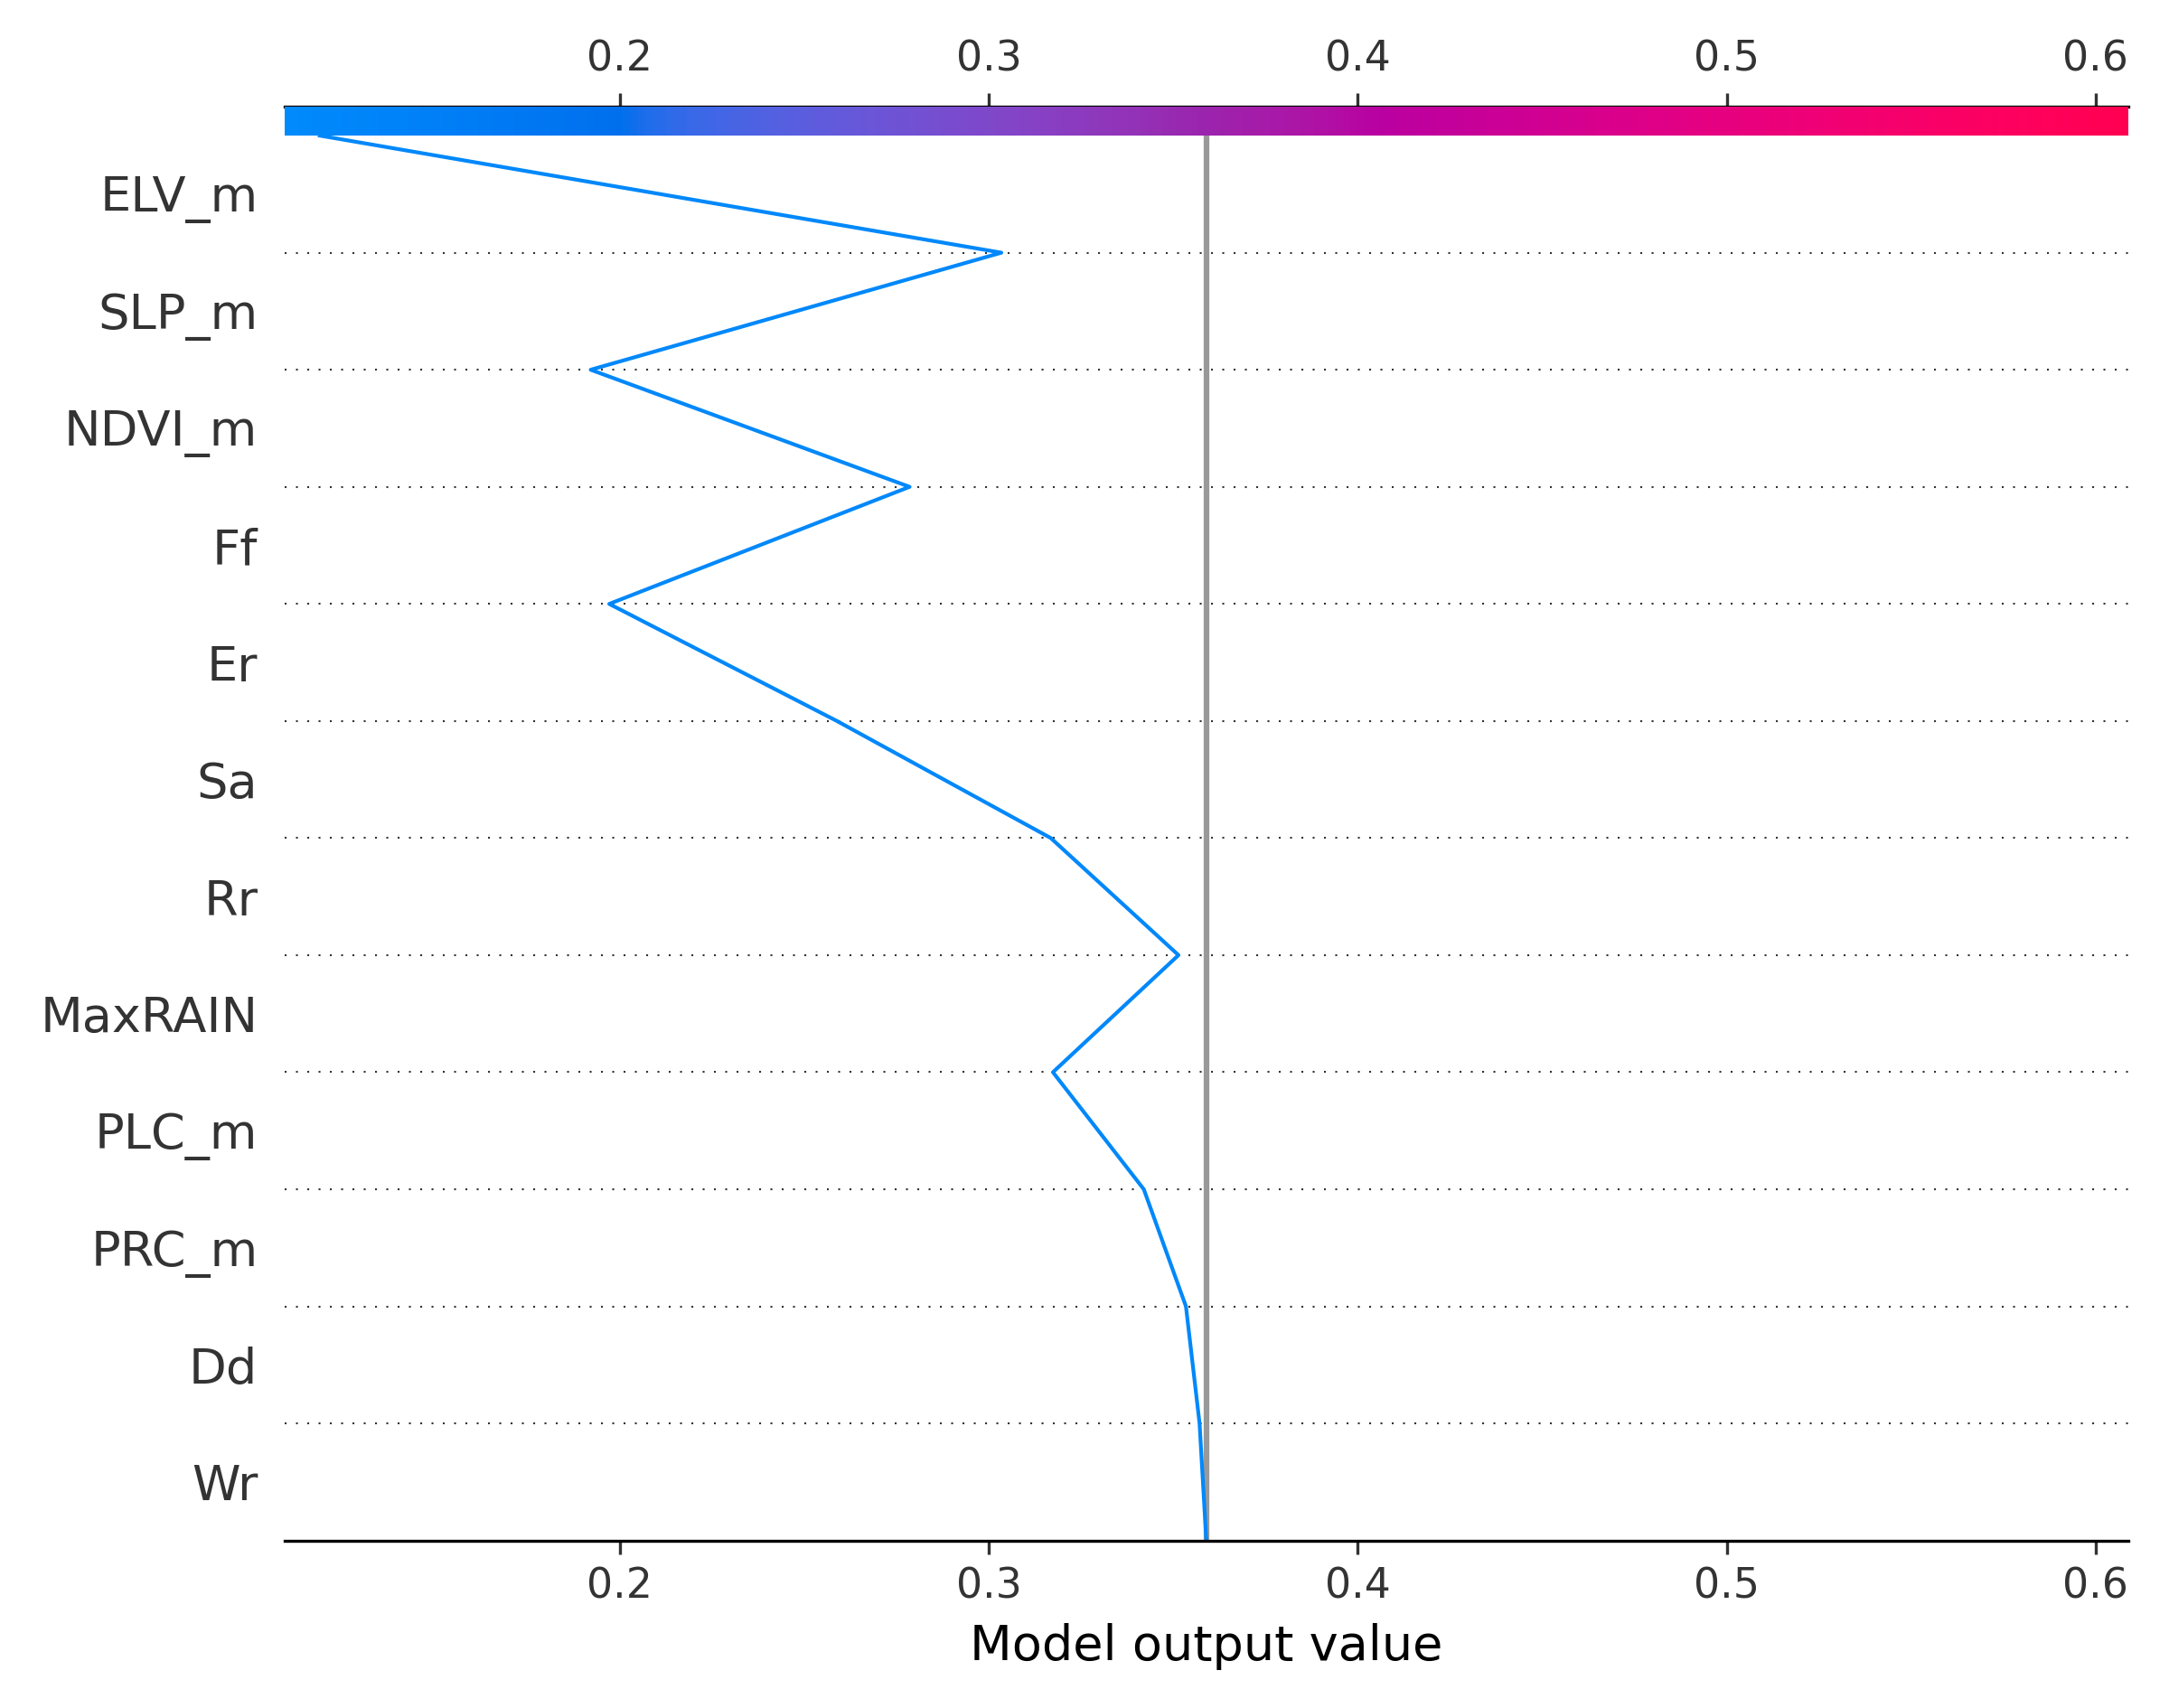 0.2 0.3 0.4 0.5 0.6
ELV_m
SLP_m
NDVI_m
Ff
Er
Sa
Rr
MaxRAIN
PLC_m
PRC_m
Dd
Wr
0.2 0.3 0.4 0.5 0.6
Model output value